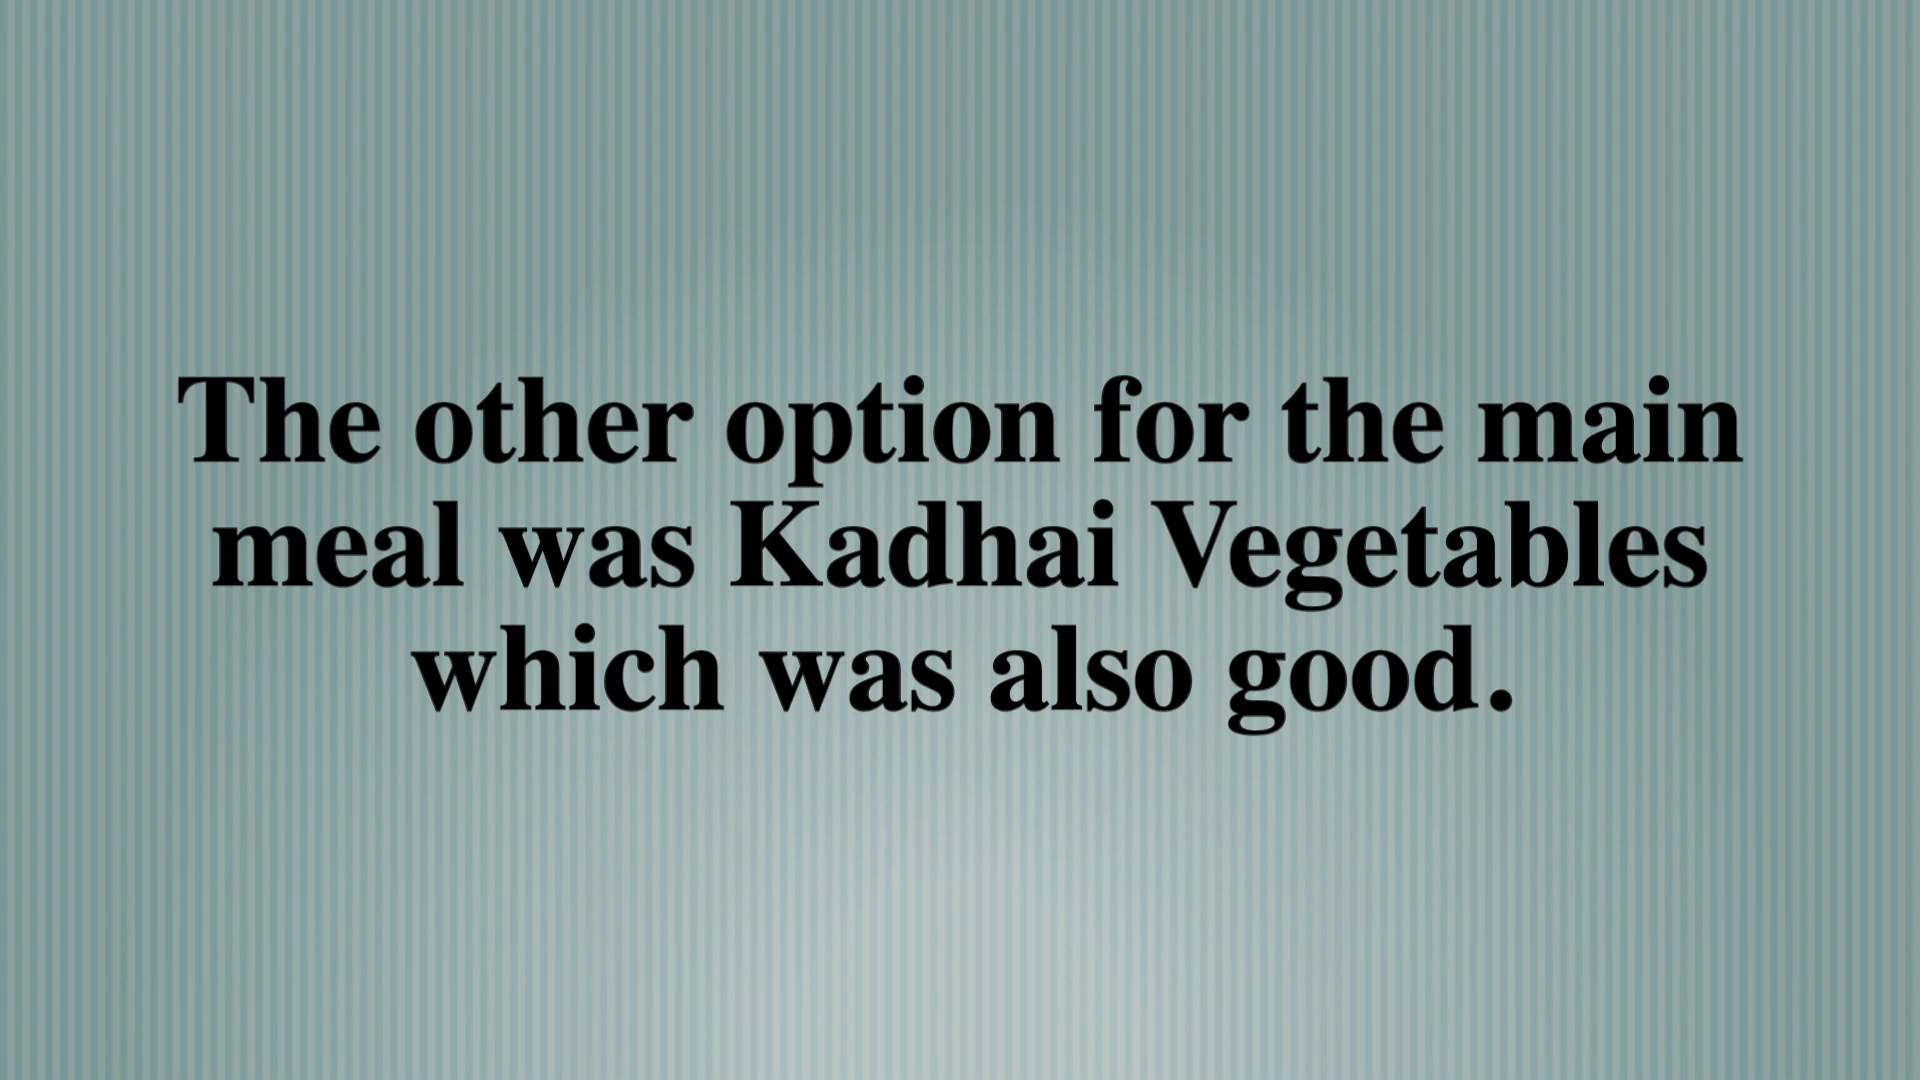 The other option for the main
meal was Kadhai Vegetables
which was also good.